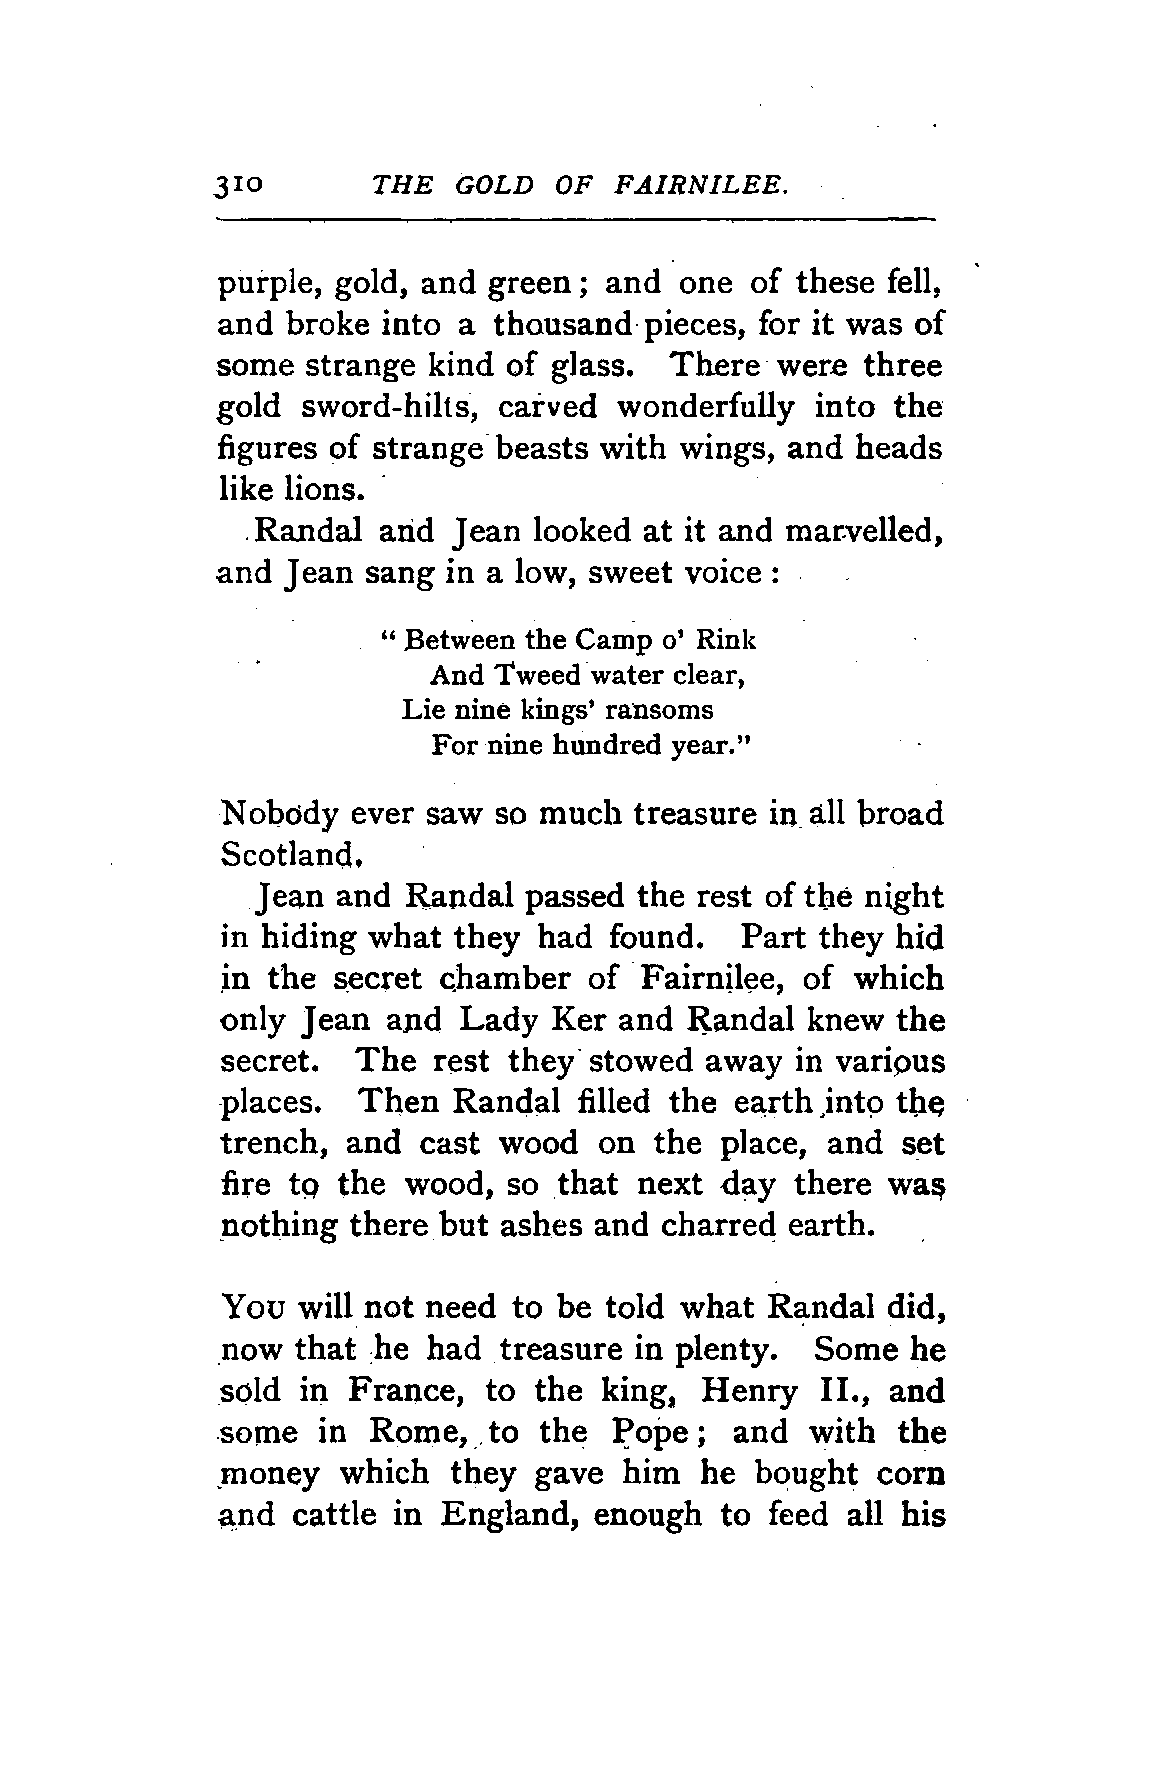 310 THE GOLD OF FAIRNILEE.
purple, gold, and green; and one of these fell,
and broke into a thousand pieces, for it was of
some strange kind of glass. There were three
gold sword-hilts, carved wonderfully into the
figures of strange beasts with wings, and heads
like lions.
Randal and Jean looked at it and marvelled,
and Jean sang in a low, sweet voice :
“ Between the Camp o’ Rink
And Tweed water clear,
Lie nine kings’ ransoms
For nine hundred year.”
Nobody ever saw so much treasure in all broad
Scotland.
Jean and Randal passed the rest of the night
in hiding what they had found. Part they hid
in the secret chamber of Fairnilee, of which
only Jean and Lady Ker and Randal knew the
secret. The rest they stowed away in various
places. Then Randal filled the earth into the
trench, and cast wood on the place, and set
fire to the wood, so that next day there was
nothing there but ashes and charred earth.
YOU will not need to be told what Randal did,
now that he had treasure in plenty. Some he
sold in France, to the king, Henry II., and
some in Rome, to the Pope; and with the
money which they gave him he bought corn
and cattle in England, enough to feed all his